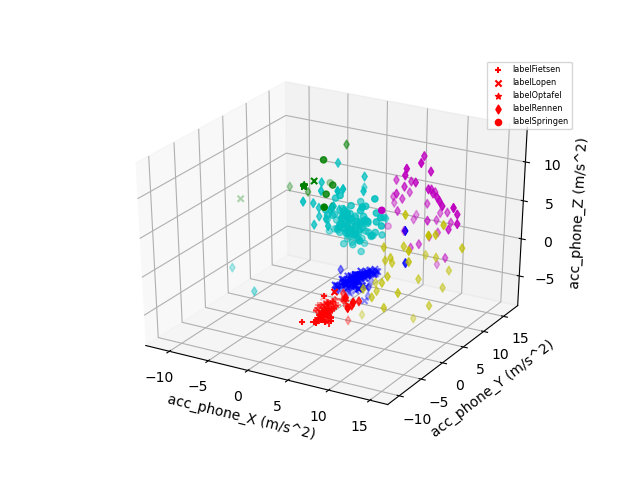 labelFietsen
labelLopen
labelOptafel
labelRennen
labelSpringen
10
5
0
−5
acc_phone_Z (m/s^2)
−10
−5
0
5
10
15
acc_phone_X (m/s^2)
−10
−5
0
5
10
15
acc_phone_Y (m/s^2)